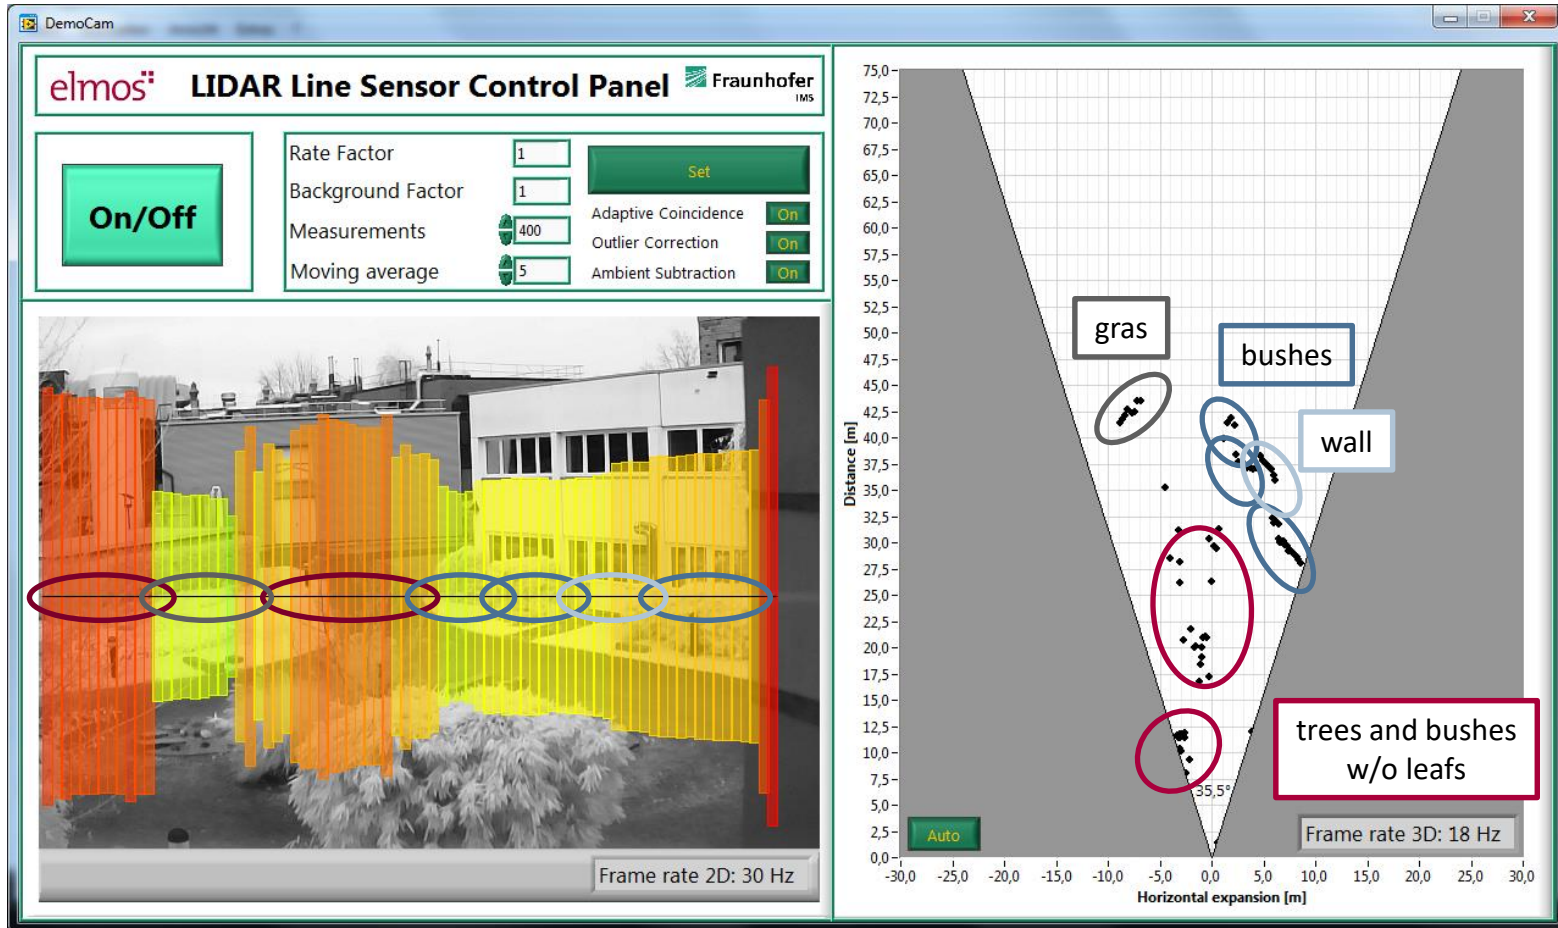 DemoCam
elmos
LIDAR Line Sensor Control Panel
Fraunhofer
IMS
On/Off
Rate Factor
1
Background Factor
1
Measurements
400
Moving average
5
Set
Adaptive Coincidence
On
Outlier Correction
On
Ambient Subtraction
On
Frame rate 2D: 30 Hz
75,0
72,5
70,0
67,5
65,0
62,5
60,0
57,5
55,0
52,5
50,0
47,5
45,0
42,5
40,0
37,5
35,0
32,5
30,0
27,5
25,0
22,5
20,0
17,5
15,0
12,5
10,0
7,5
5,0
2,5
0,0
Distance [m]
gras
bushes
wall
trees and bushes
w/o leafs
35,5°
Auto
Frame rate 3D: 18 Hz
-30,0 -25,0 -20,0 -15,0 -10,0 -5,0 0,0 5,0 10,0 15,0 20,0 25,0 30,0
Horizontal expansion [m]